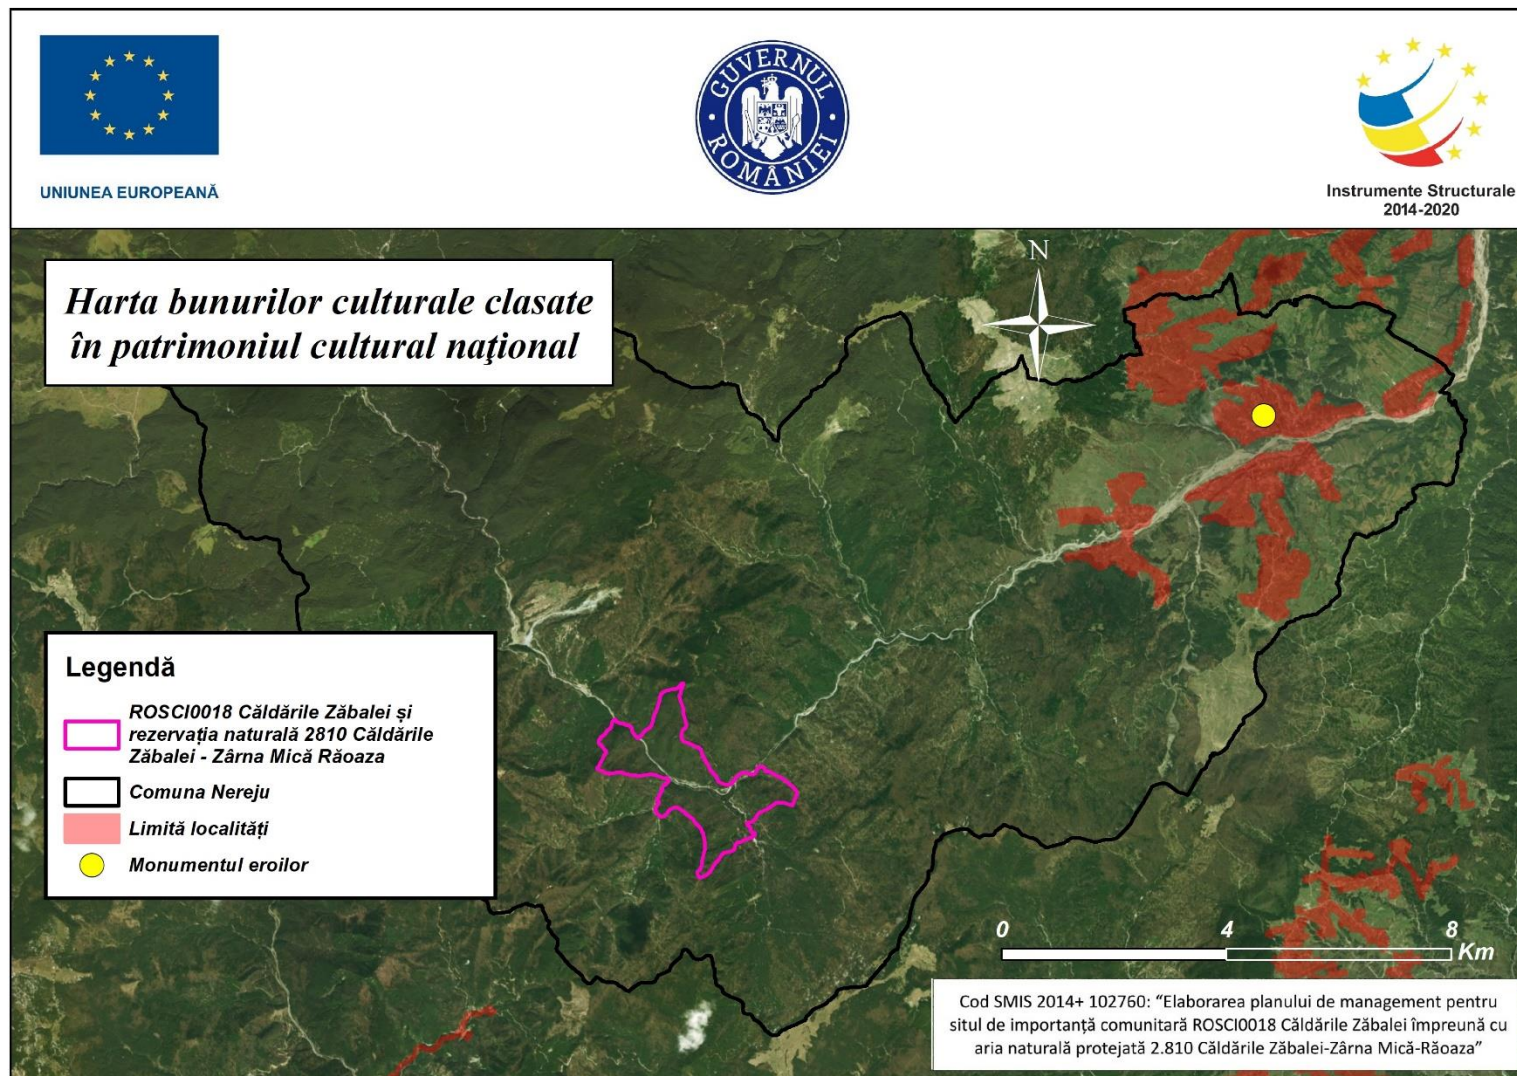 UNIUNEA EUROPEANĂ
GUVERNUL ROMÂNIEI
Instrumente Structurale
2014-2020
Harta bunurilor culturale clasate
în patrimoniul cultural naţional
N
Legendă
ROSCI0018 Căldările Zăbalei și
rezervația naturală 2810 Căldările
Zăbalei - Zârna Mică Răoaza
Comuna Nereju
Limită localități
Monumentul eroilor
0 4 8
Km
Cod SMIS 2014+ 102760: “Elaborarea planului de management pentru
situl de importanță comunitară ROSCI0018 Căldările Zăbalei împreună cu
aria naturală protejată 2.810 Căldările Zăbalei-Zârna Mică-Răoaza”